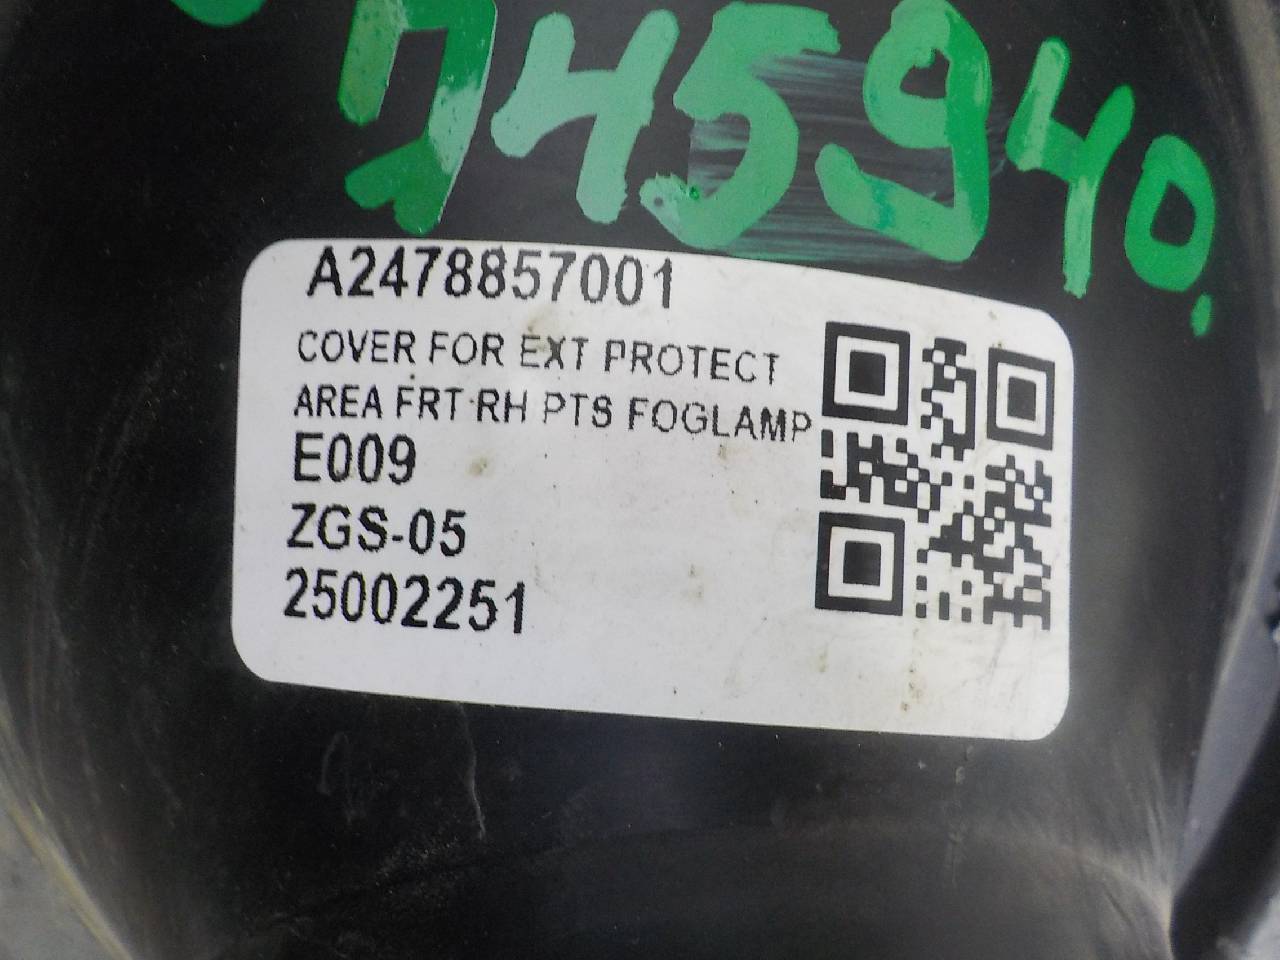 745940.
A2478857001
COVER FOR EXT PROTECT
AREA FRT RH PTS FOGLAMP
E009
ZGS-05
25002251